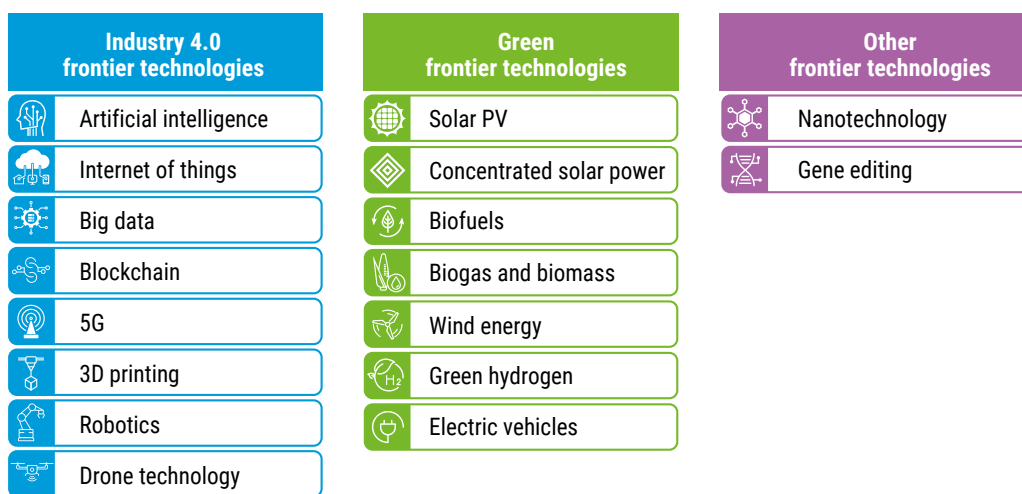 Industry 4.0
frontier technologies
Artificial intelligence
Internet of things
Big data
Blockchain
5G
3D printing
Robotics
Drone technology
Green
frontier technologies
Solar PV
Concentrated solar power
Biofuels
Biogas and biomass
Wind energy
H2
Green hydrogen
Electric vehicles
Other
frontier technologies
Nanotechnology
Gene editing